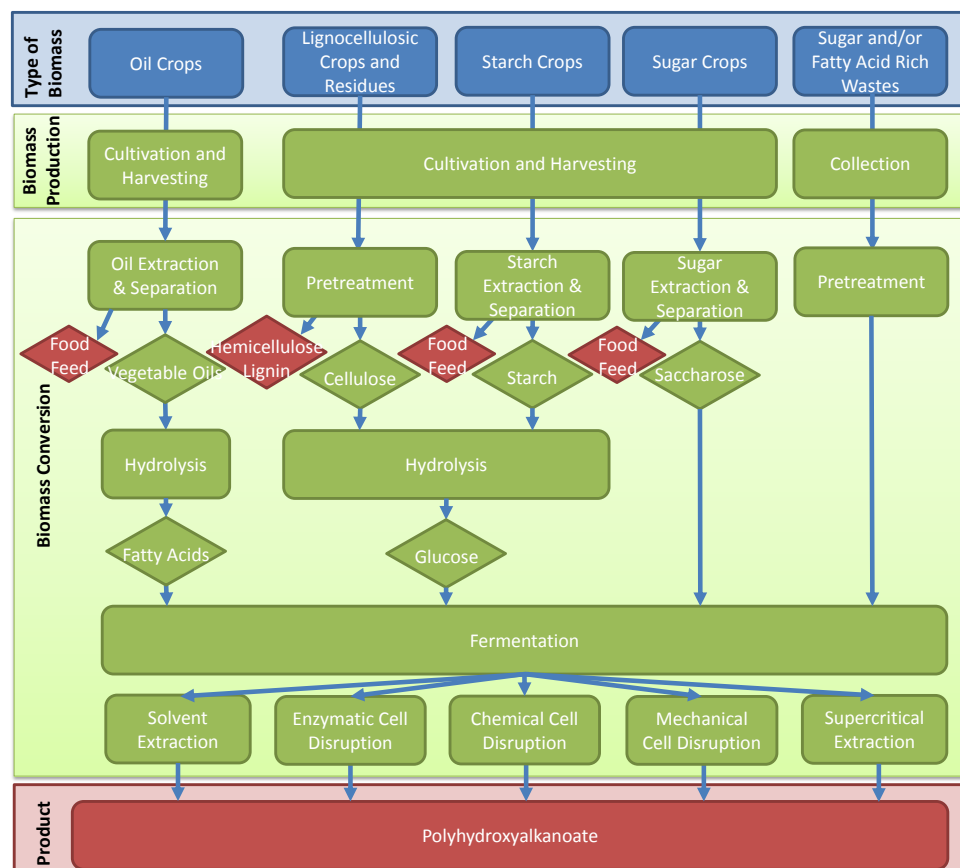 Type of
Biomass
Oil Crops
Lignocellulosic
Crops and
Residues
Starch Crops
Sugar Crops
Sugar and/or
Fatty Acid Rich
Wastes
Biomass
Production
Cultivation and
Harvesting
Cultivation and Harvesting
Collection
Biomass Conversion
Oil Extraction
& Separation
Pretreatment
Starch
Extraction &
Separation
Sugar
Extraction &
Separation
Pretreatment
Food
Feed
Vegetable Oils
Hemicellulose
Lignin
Cellulose
Food
Feed
Starch
Food
Feed
Saccharose
Hydrolysis
Hydrolysis
Fatty Acids
Glucose
Fermentation
Solvent
Extraction
Enzymatic Cell
Disruption
Chemical Cell
Disruption
Mechanical
Cell Disruption
Supercritical
Extraction
Product
Polyhydroxyalkanoate